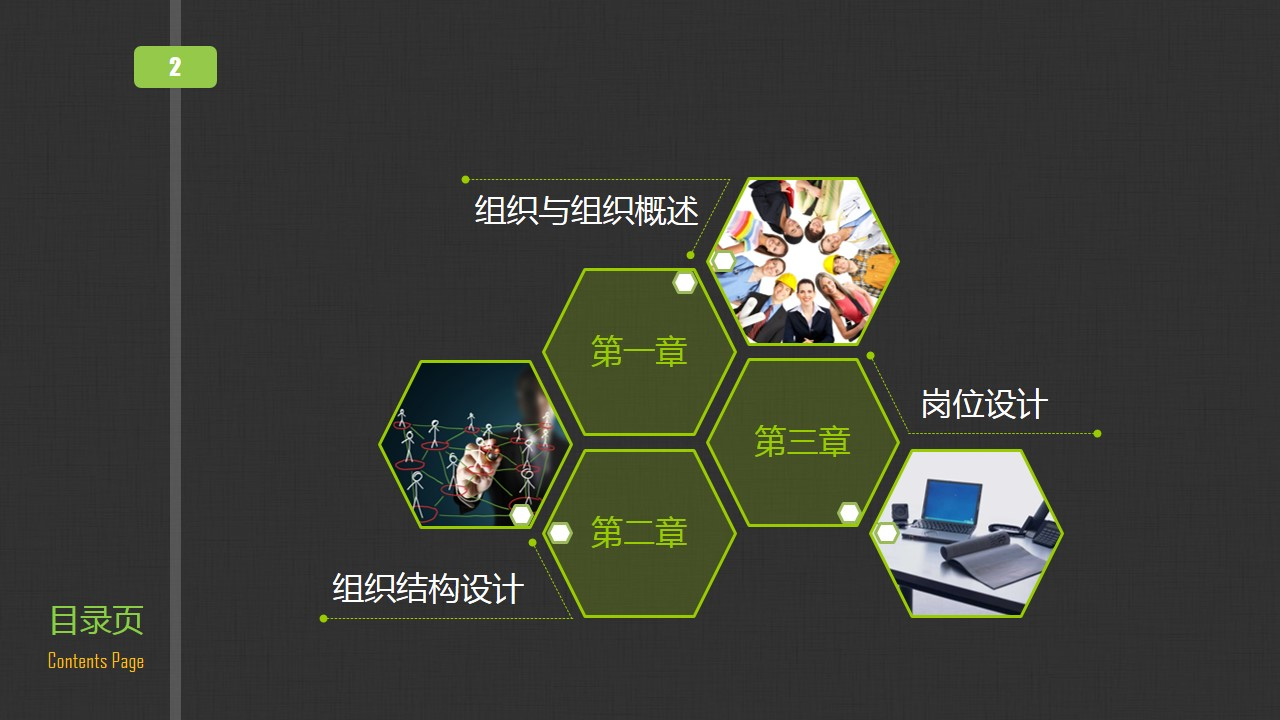 2
组织与组织概述
第一章
岗位设计
第三章
第二章
组织结构设计
目录页
Contents Page